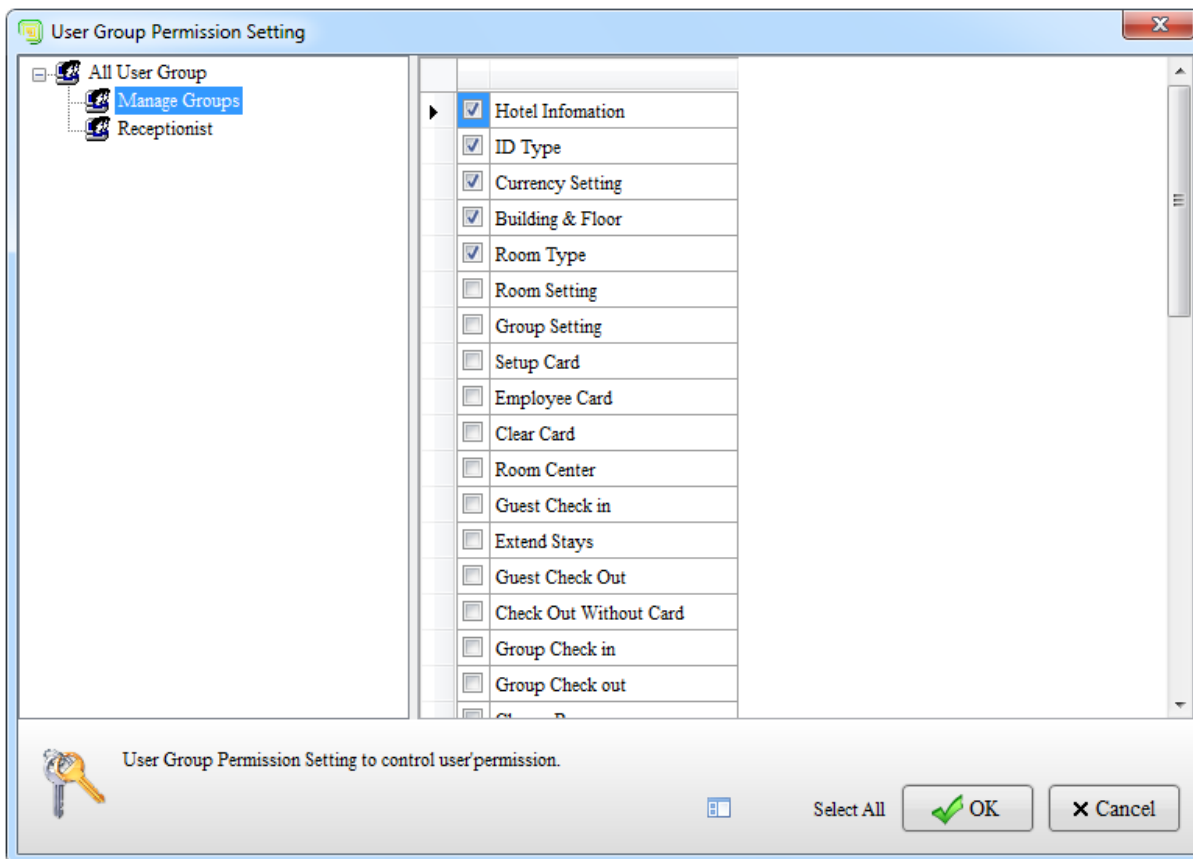 User Group Permission Setting
All User Group
Manage Groups
Receptionist
Hotel Infomation
ID Type
Currency Setting
Building & Floor
Room Type
Room Setting
Group Setting
Setup Card
Employee Card
Clear Card
Room Center
Guest Check in
Extend Stays
Guest Check Out
Check Out Without Card
Group Check in
Group Check out
User Group Permission Setting to control user'permission.
Select All
OK
Cancel